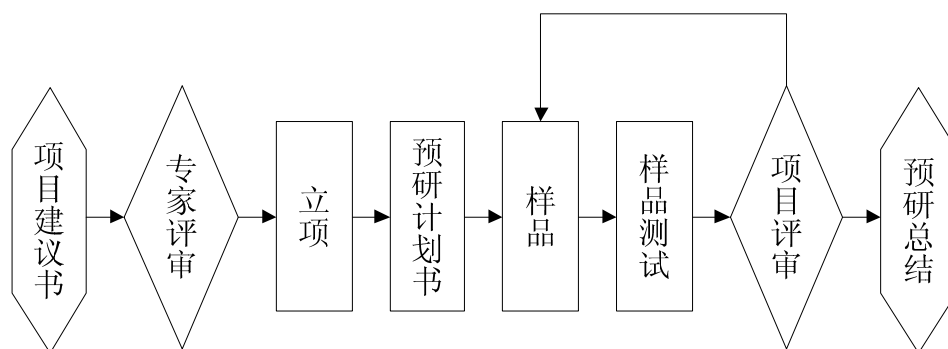 项目建议书
专家评审
立项
预研计划书
样品
样品测试
项目评审
预研总结